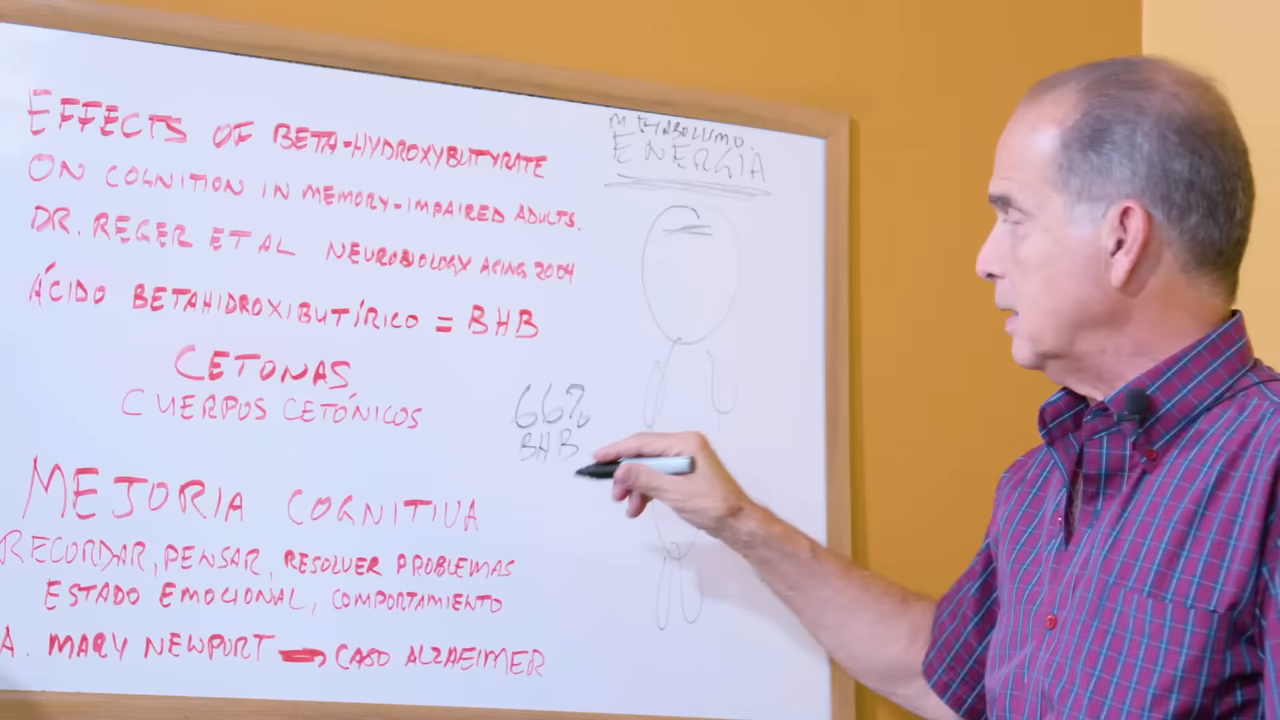 EFFECTS OF BETA-HYDROXYBUTYRATE
ON COGNITION IN MEMORY-IMPAIRED ADULTS.
DR. REGER ET AL NEUROBIOLOGY AGING 2004
ÁCIDO BETAHIDROXIBUTÍRICO = BHB
CETONAS
CUERPOS CETÓNICOS
MEJORIA COGNITIVA
RECORDAR, PENSAR, RESOLVER PROBLEMAS
ESTADO EMOCIONAL, COMPORTAMIENTO
A. MARY NEWPORT → CASO ALZAEIMER
METABOLISMO.
ENERGIA
66%
BHB